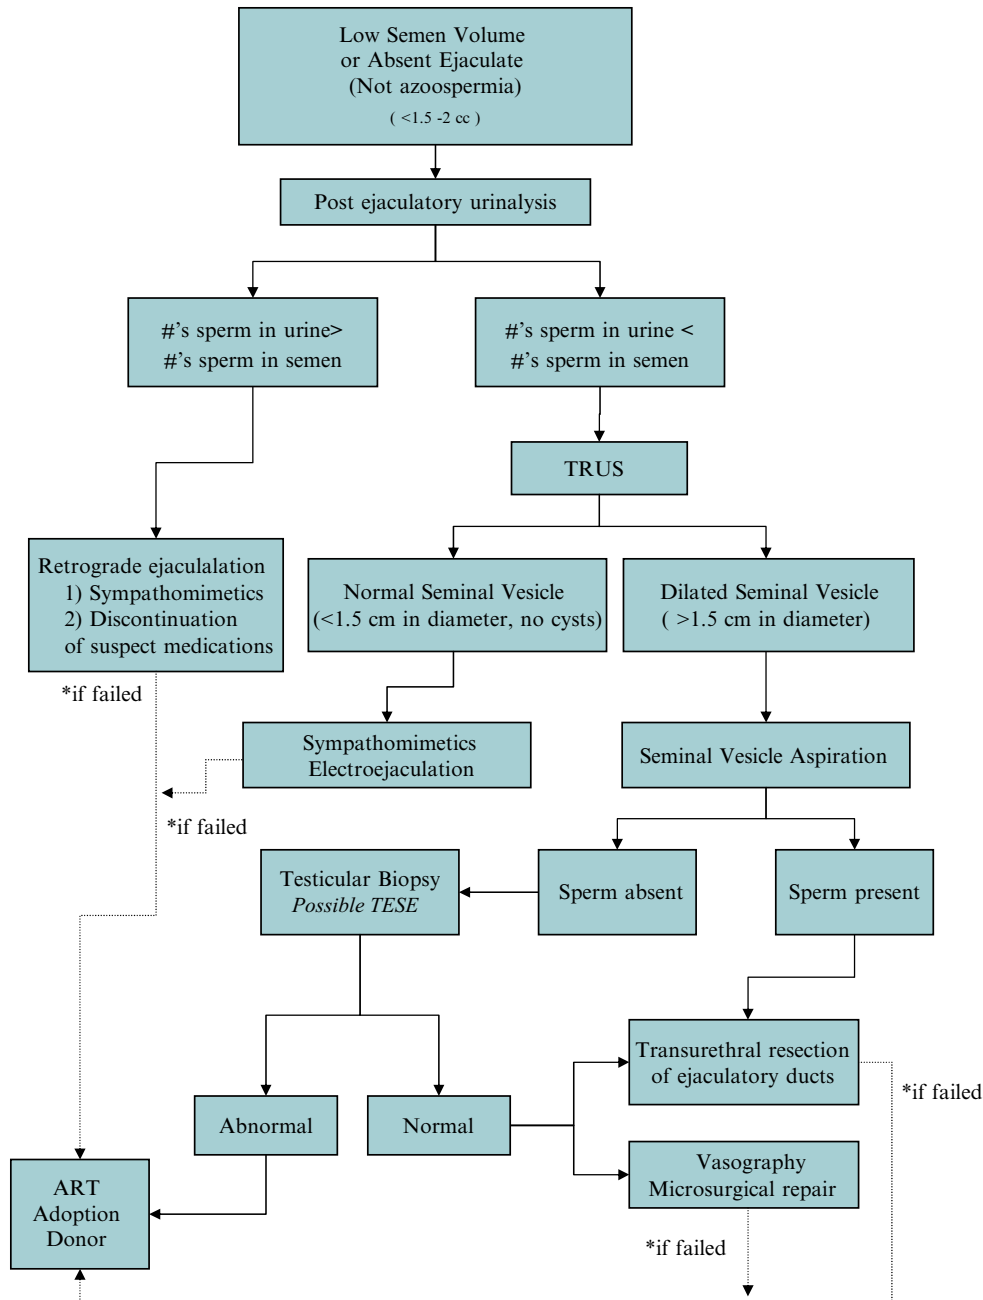 Low Semen Volume
or Absent Ejaculate
(Not azoospermia)
( <1.5 -2 cc )
Post ejaculatory urinalysis
#'s sperm in urine>
#'s sperm in semen
#'s sperm in urine <
#'s sperm in semen
TRUS
Retrograde ejaculalation
1) Sympathomimetics
2) Discontinuation
of suspect medications
Normal Seminal Vesicle
(<1.5 cm in diameter, no cysts)
Dilated Seminal Vesicle
( >1.5 cm in diameter)
*if failed
Sympathomimetics
Electroejaculation
Seminal Vesicle Aspiration
*if failed
Testicular Biopsy
Possible TESE
Sperm absent
Sperm present
Transurethral resection
of ejaculatory ducts
*if failed
Abnormal
Normal
Vasography
Microsurgical repair
ART
Adoption
Donor
*if failed